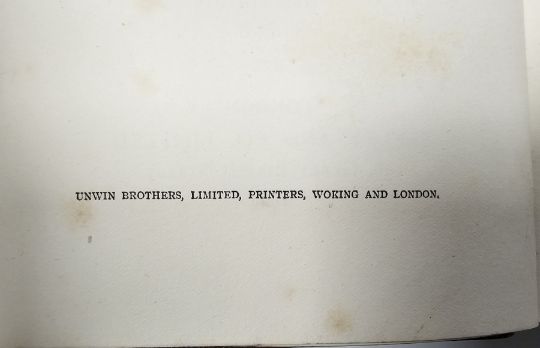 UNWIN BROTHERS, LIMITED, PRINTERS, WOKING AND LONDON.